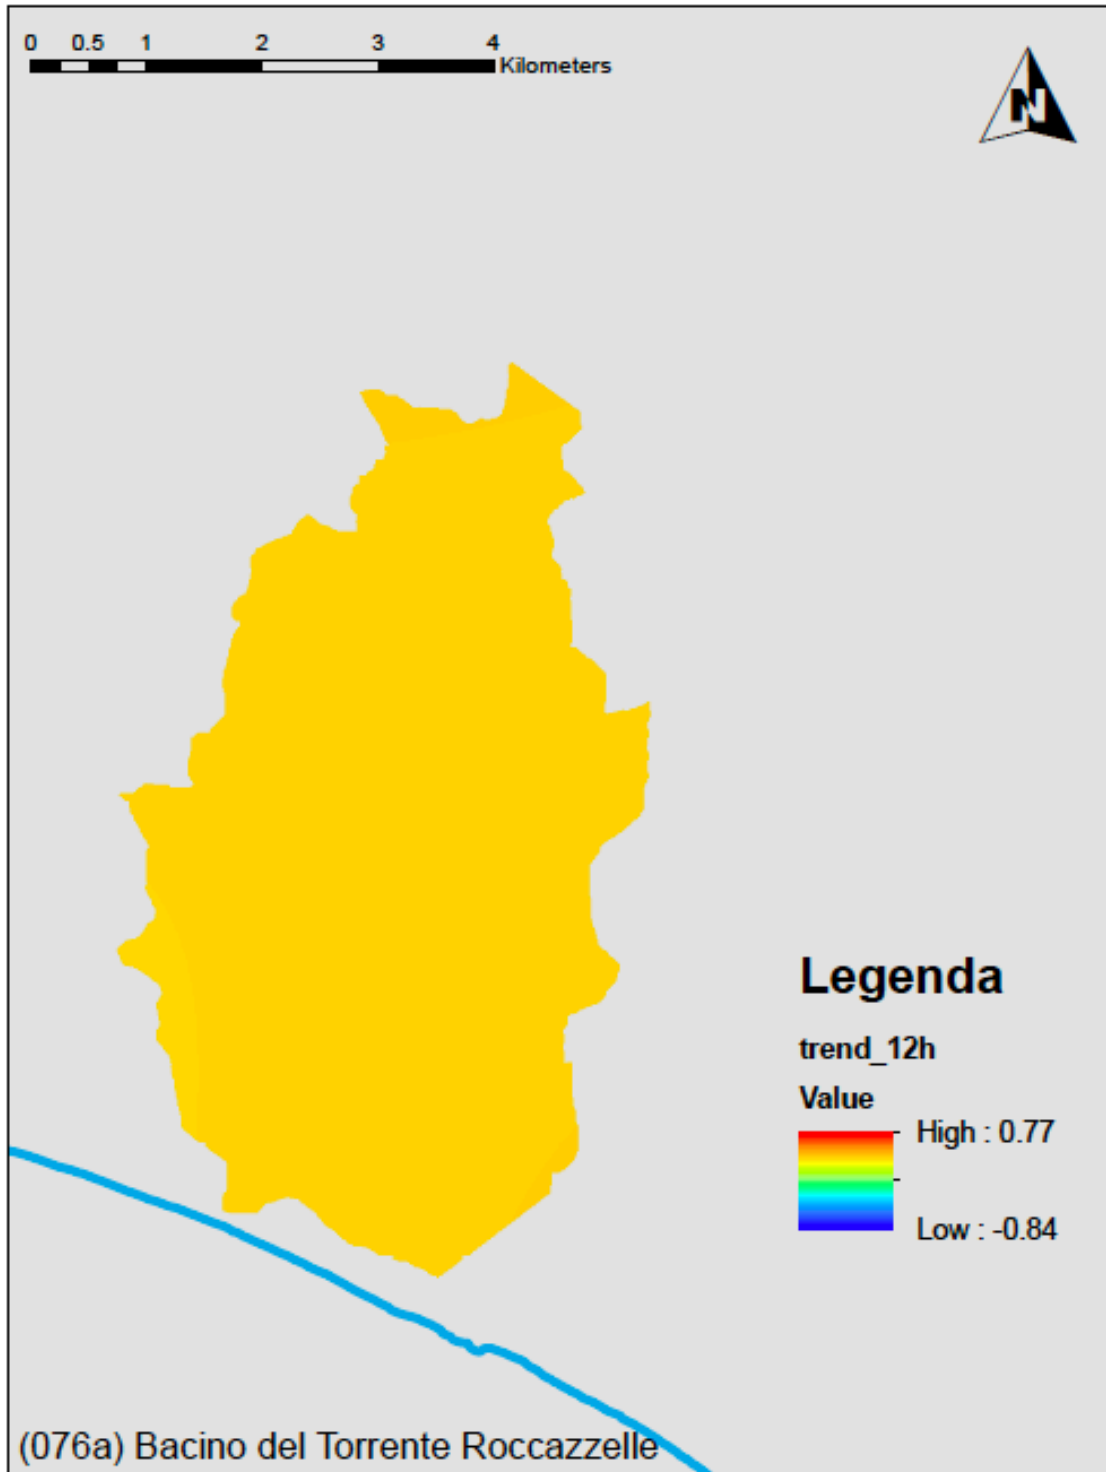 0 0.5 1 2 3 4
Kilometers
N
Legenda
trend_12h
Value
High : 0.77
Low : -0.84
(076a) Bacino del Torrente Roccazzelle